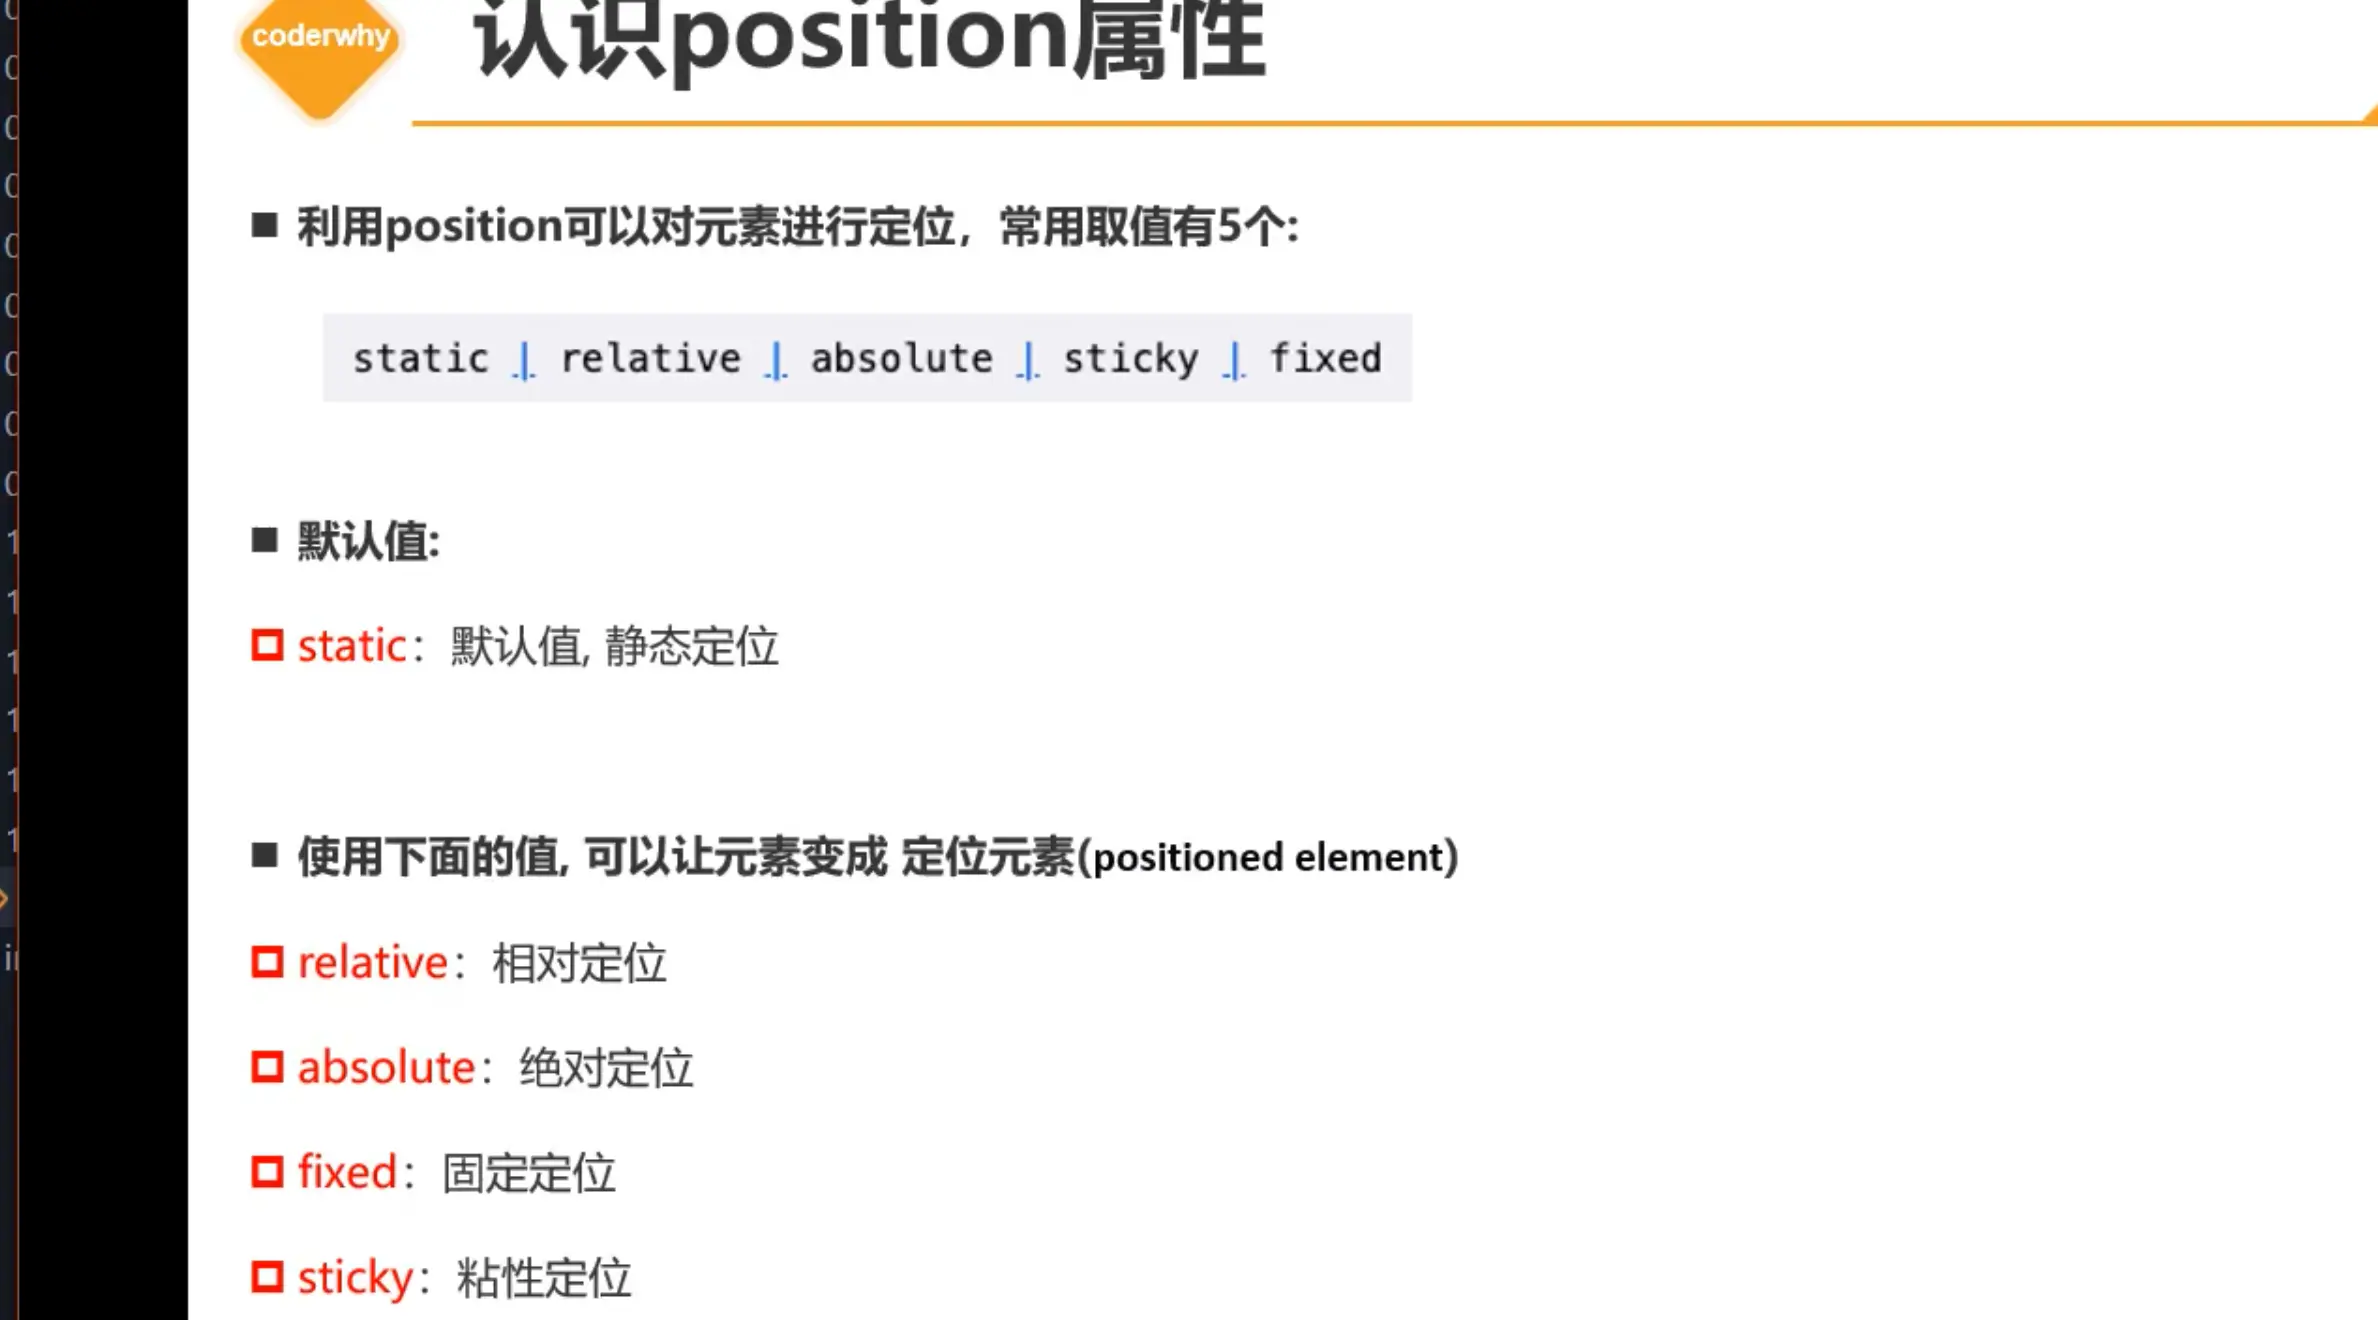 coderwhy
认识position属性
利用position可以对元素进行定位，常用取值有5个:
static | relative | absolute | sticky | fixed
默认值:
static：默认值, 静态定位
使用下面的值, 可以让元素变成 定位元素(positioned element)
relative：相对定位
absolute：绝对定位
fixed：固定定位
sticky：粘性定位